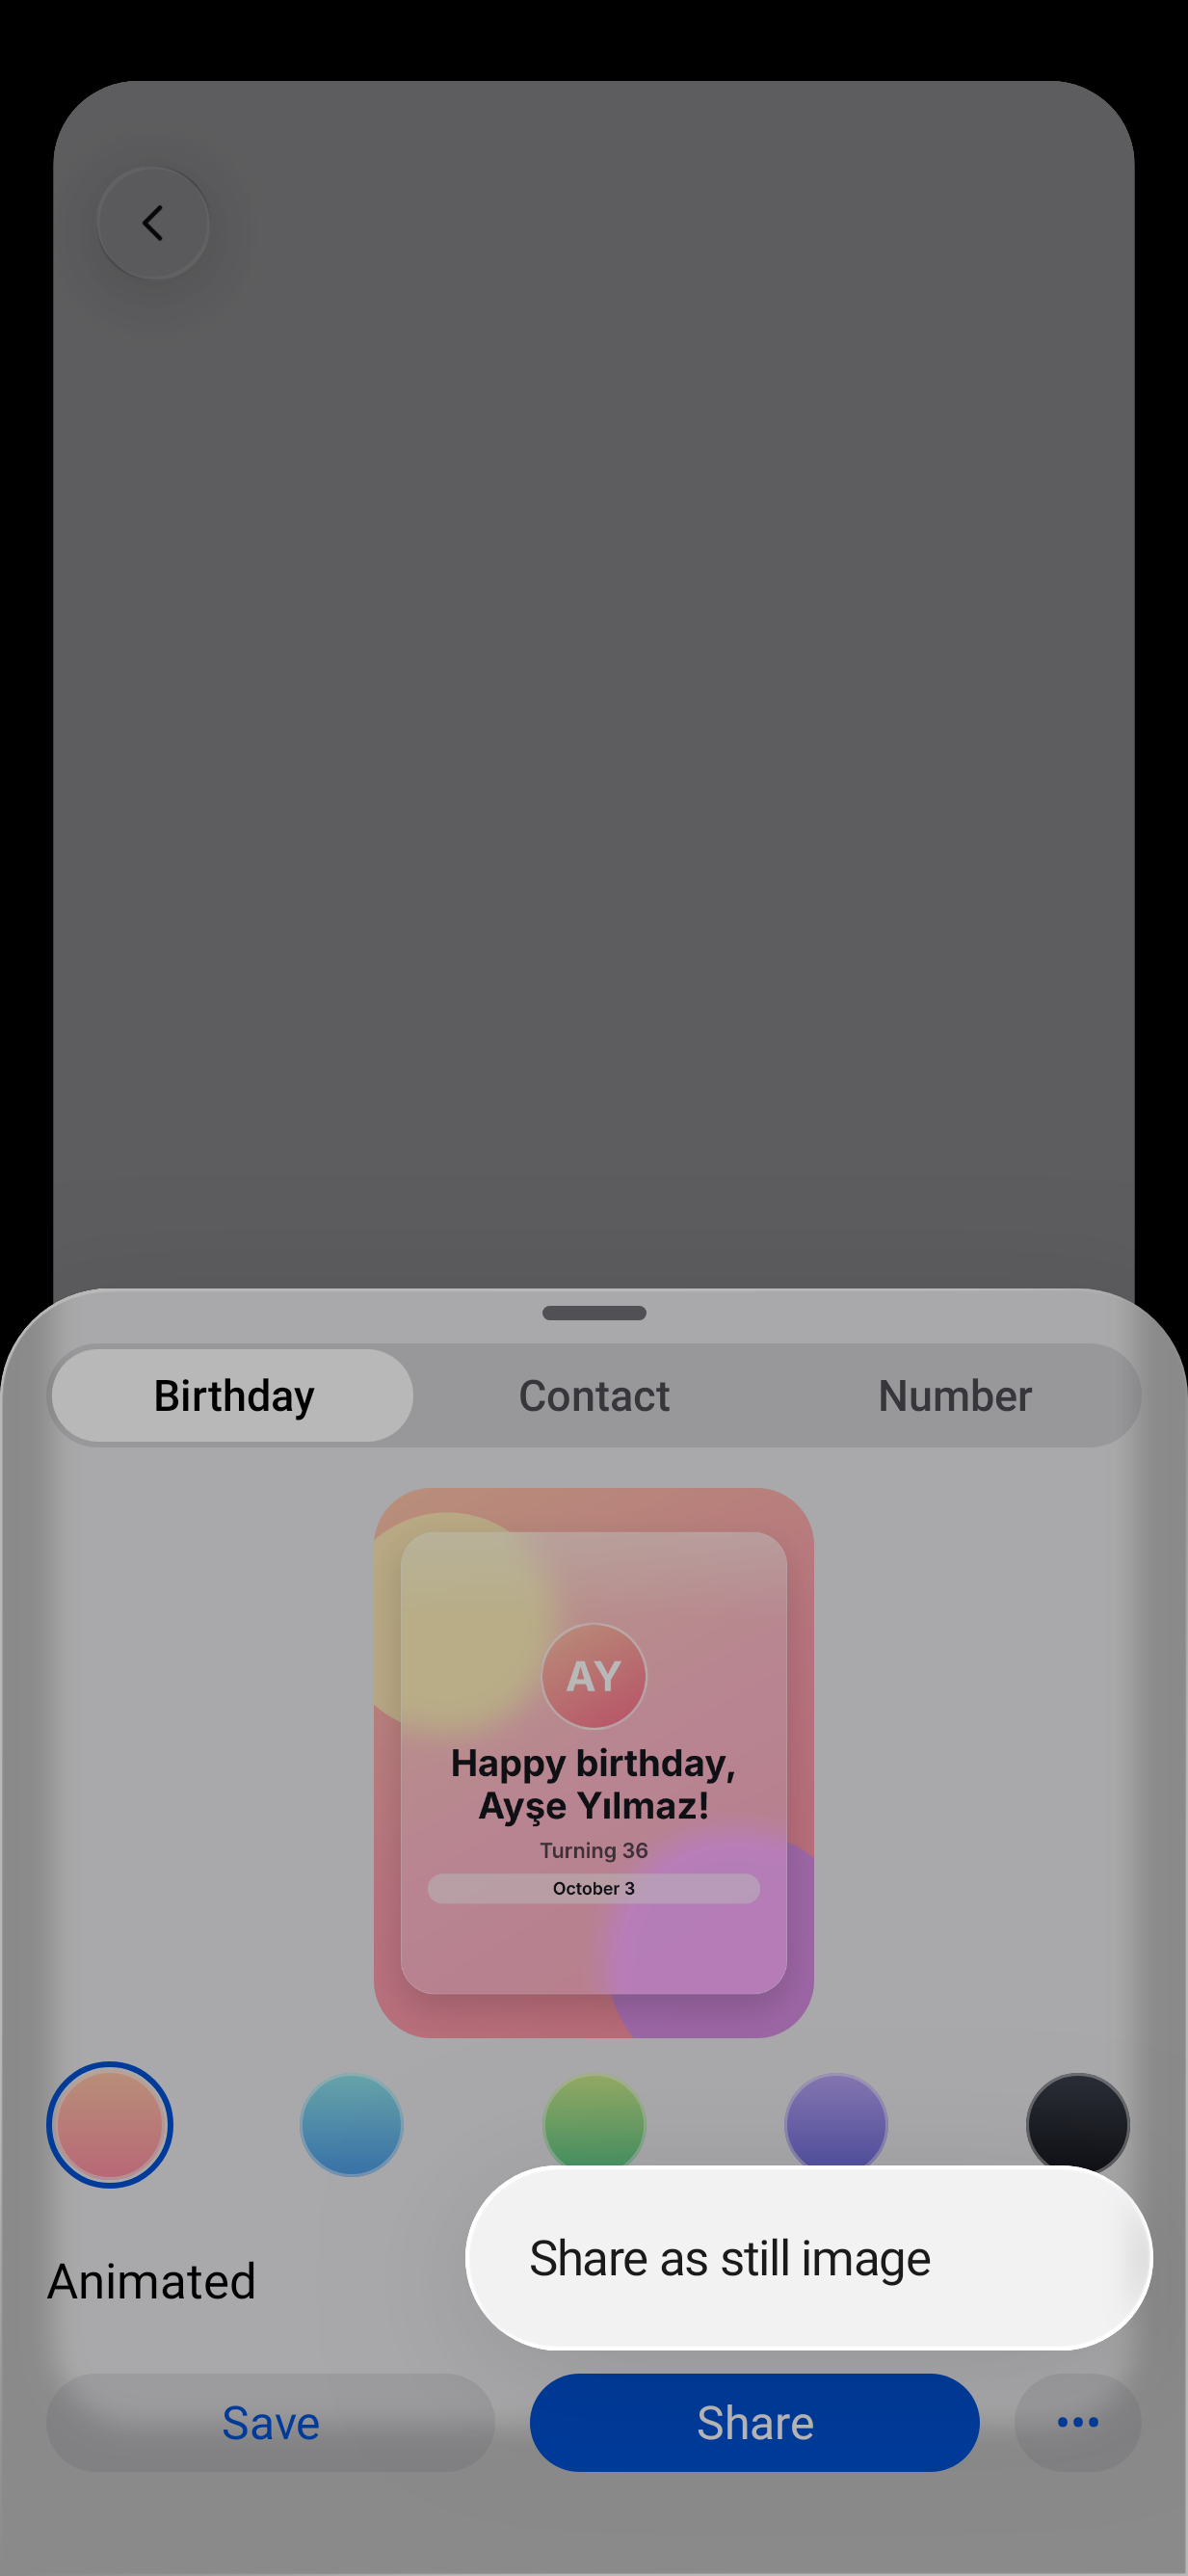 Birthday
Contact
Number
AY
Happy birthday,
Ayşe Yılmaz!
Turning 36
October 3
Share as still image
Animated
Save
Share